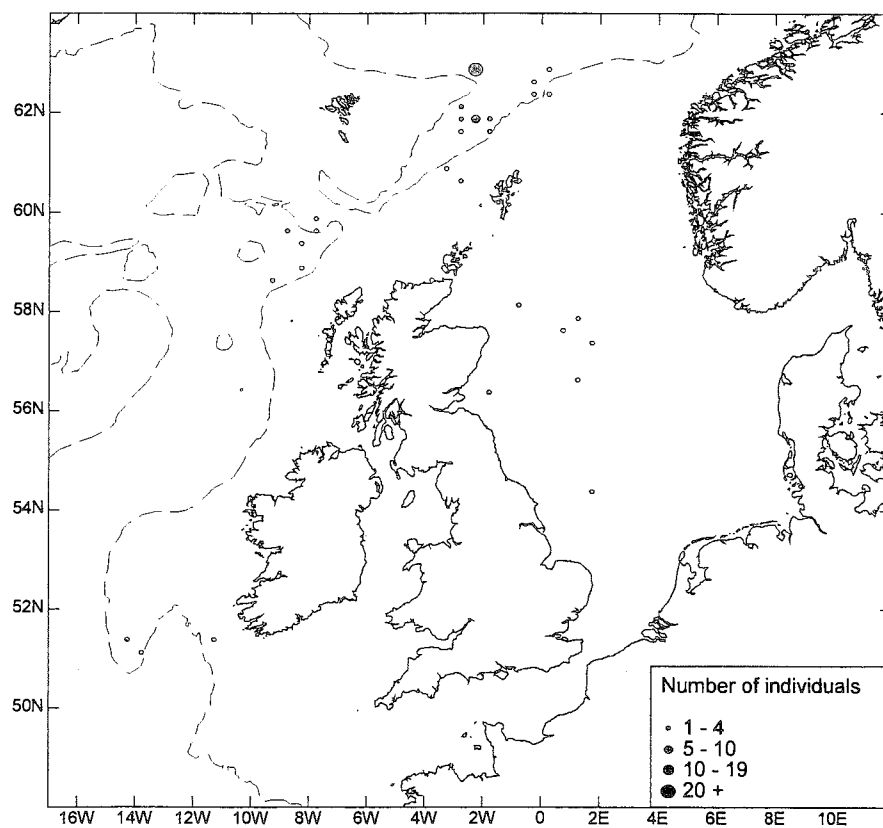 62N
60N
58N
56N
54N
52N
50N
Number of individuals
1 - 4
5 - 10
10 - 19
20 +
16W 14W 12W 10W 8W 6W 4W 2W 0 2E 4E 6E 8E 10E